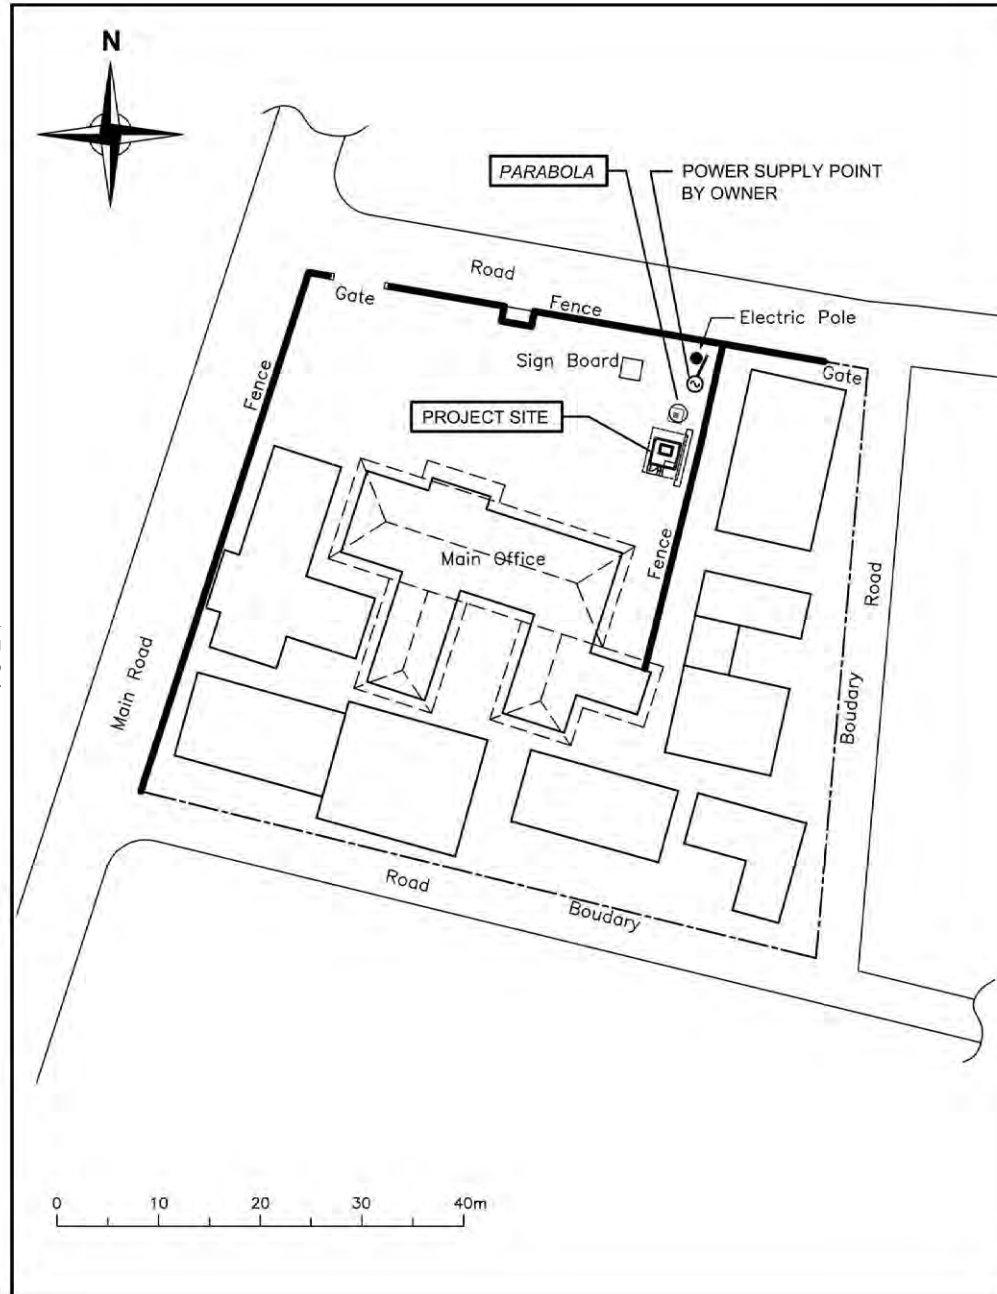 N
PARABOLA
POWER SUPPLY POINT
BY OWNER
Road
Gate
Fence
Electric Pole
Sign Board
Gate
Fence
PROJECT SITE
Main Office
Fence
Road
Main Road
Boudary
Road
Boudary
0 10 20 30 40m